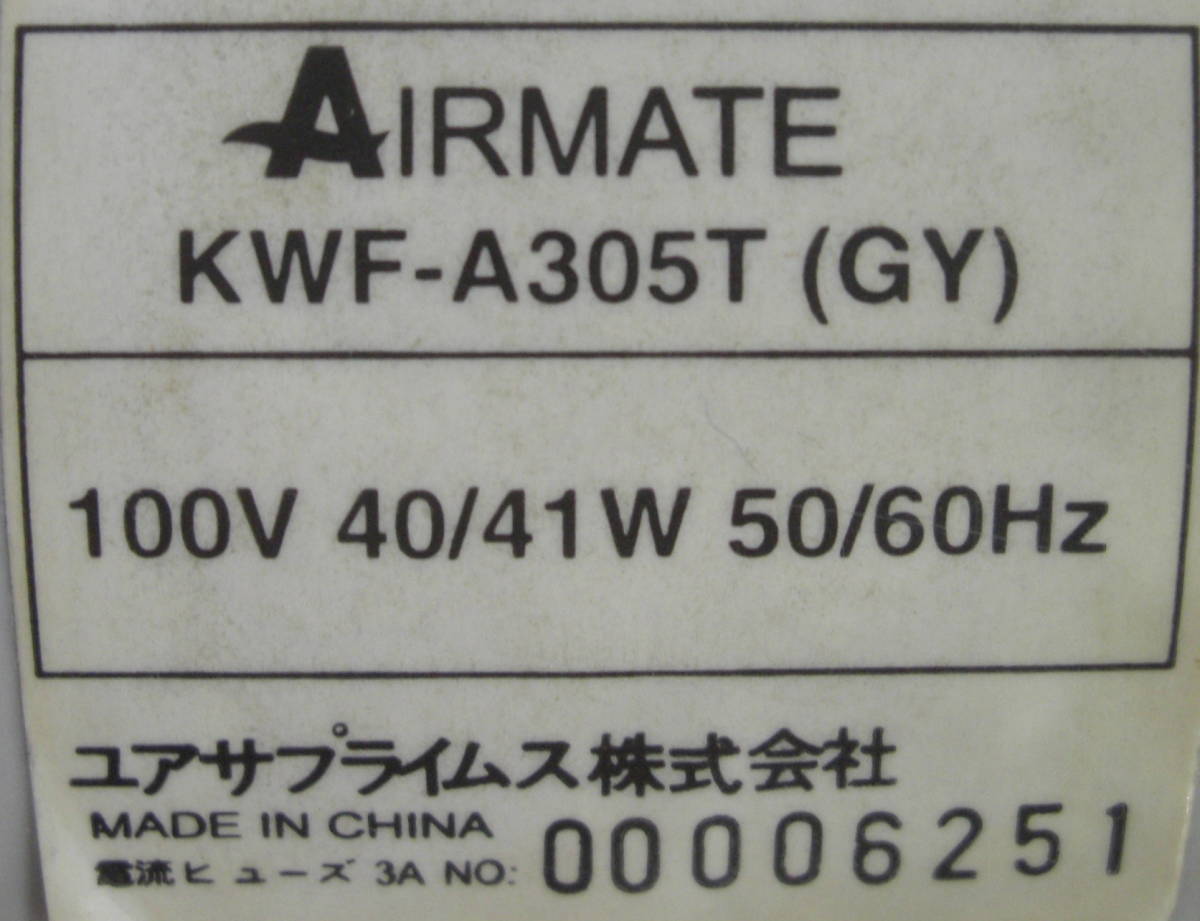 AIRMATE
KWF-A305T (GY)
100V 40/41W 50/60Hz
ユアサプライムス株式会社
MADE IN CHINA
電流ヒューズ 3A NO: 00006251